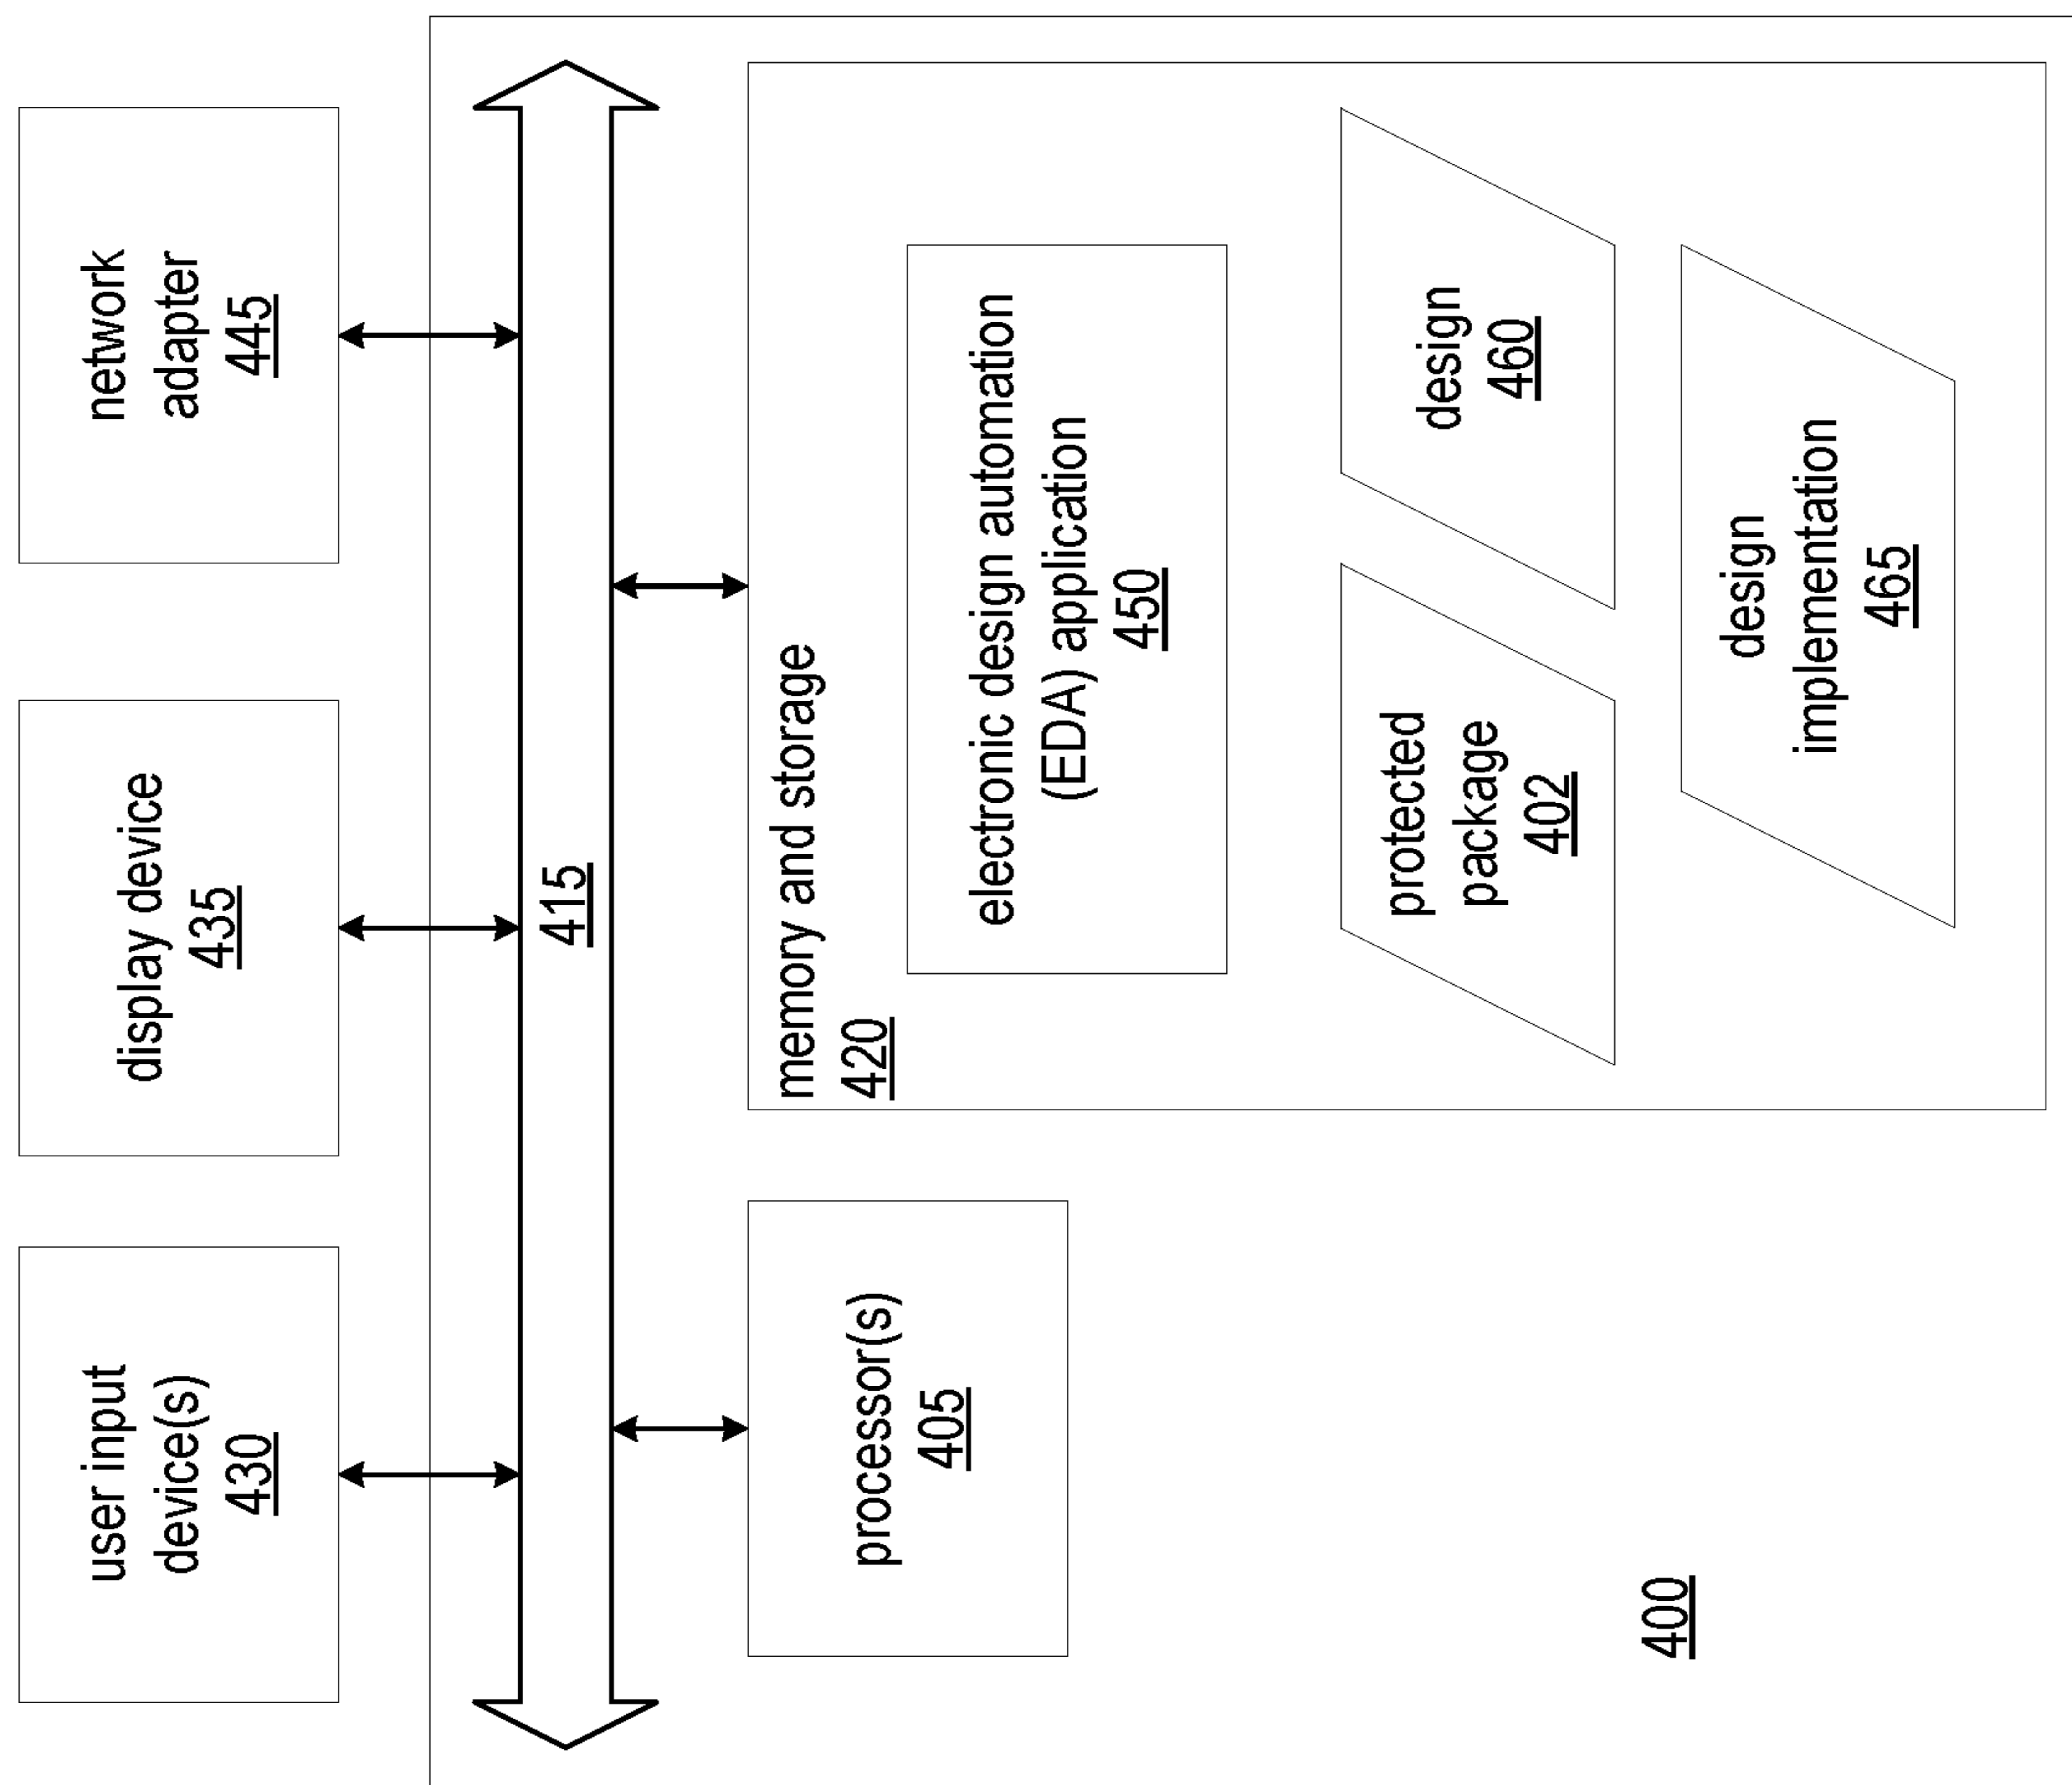 user input
device(s)
430
display device
435
network
adapter
445
415
processor(s)
405
memory and storage
420
electronic design automation
(EDA) application
450
protected
package
402
design
460
design
implementation
465
400